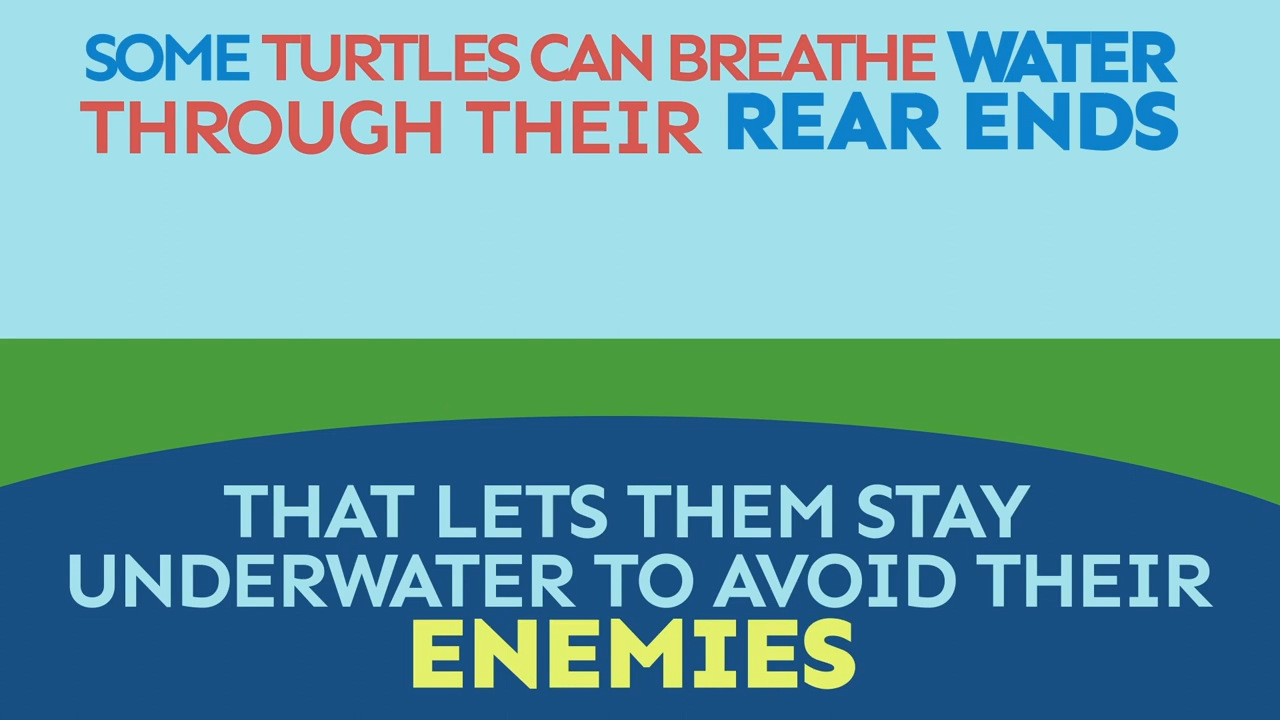 SOME TURTLES CAN BREATHE WATER
THROUGH THEIR REAR ENDS
THAT LETS THEM STAY
UNDERWATER TO AVOID THEIR
ENEMIES